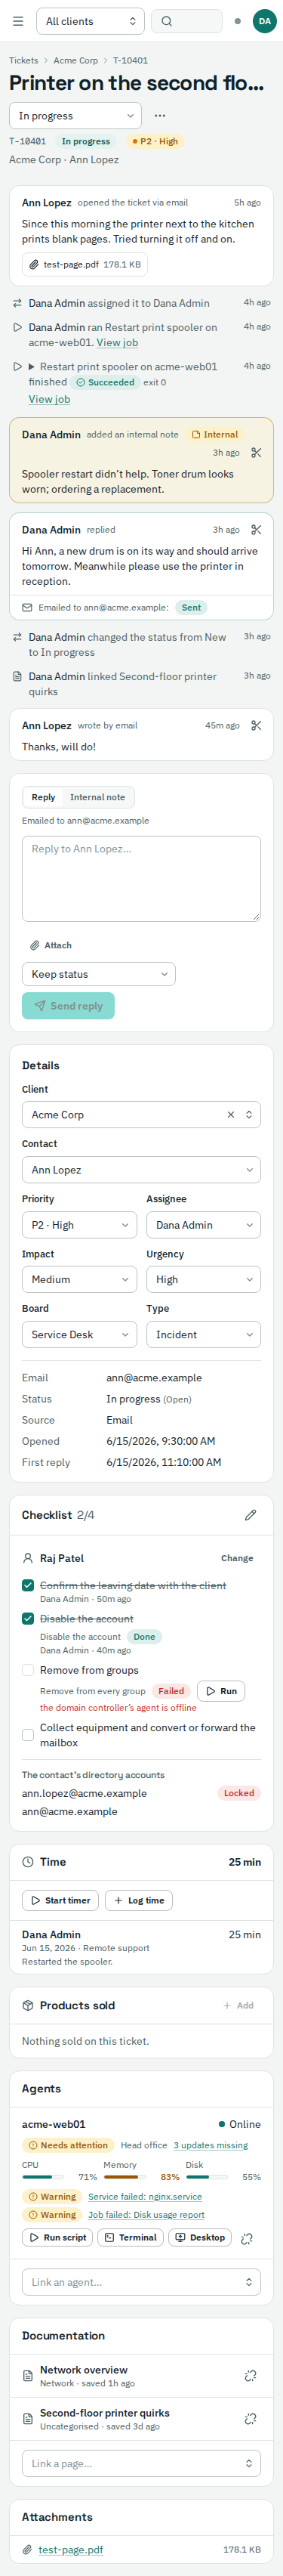 All clients
DA
Tickets > Acme Corp > T-10401
Printer on the second flo...
In progress
T-10401 In progress P2 · High
Acme Corp · Ann Lopez
Ann Lopez opened the ticket via email 5h ago
Since this morning the printer next to the kitchen
prints blank pages. Tried turning it off and on.
test-page.pdf 178.1 KB
Dana Admin assigned it to Dana Admin 4h ago
Dana Admin ran Restart print spooler on 4h ago
acme-web01. View job
Restart print spooler on acme-web01 4h ago
finished Succeeded exit 0
View job
Dana Admin added an internal note Internal
3h ago
Spooler restart didn't help. Toner drum looks
worn; ordering a replacement.
Dana Admin replied 3h ago
Hi Ann, a new drum is on its way and should arrive
tomorrow. Meanwhile please use the printer in
reception.
Emailed to ann@acme.example: Sent
Dana Admin changed the status from New 3h ago
to In progress
Dana Admin linked Second-floor printer 3h ago
quirks
Ann Lopez wrote by email 45m ago
Thanks, will do!
Reply Internal note
Emailed to ann@acme.example
Reply to Ann Lopez...
Attach
Keep status
Send reply
Details
Client
Acme Corp
Contact
Ann Lopez
Priority Assignee
P2 · High Dana Admin
Impact Urgency
Medium High
Board Type
Service Desk Incident
Email ann@acme.example
Status In progress (Open)
Source Email
Opened 6/15/2026, 9:30:00 AM
First reply 6/15/2026, 11:10:00 AM
Checklist 2/4
Raj Patel Change
Confirm the leaving date with the client
Dana Admin · 50m ago
Disable the account
Disable the account Done
Dana Admin · 40m ago
Remove from groups
Remove from every group Failed Run
the domain controller's agent is offline
Collect equipment and convert or forward the
mailbox
The contact's directory accounts
ann.lopez@acme.example Locked
ann@acme.example
Time 25 min
Start timer Log time
Dana Admin 25 min
Jun 15, 2026 · Remote support
Restarted the spooler.
Products sold Add
Nothing sold on this ticket.
Agents
acme-web01 Online
Needs attention Head office 3 updates missing
CPU Memory Disk
71% 83% 55%
Warning Service failed: nginx.service
Warning Job failed: Disk usage report
Run script Terminal Desktop
Link an agent...
Documentation
Network overview
Network · saved 1h ago
Second-floor printer quirks
Uncategorised · saved 3d ago
Link a page...
Attachments
test-page.pdf 178.1 KB